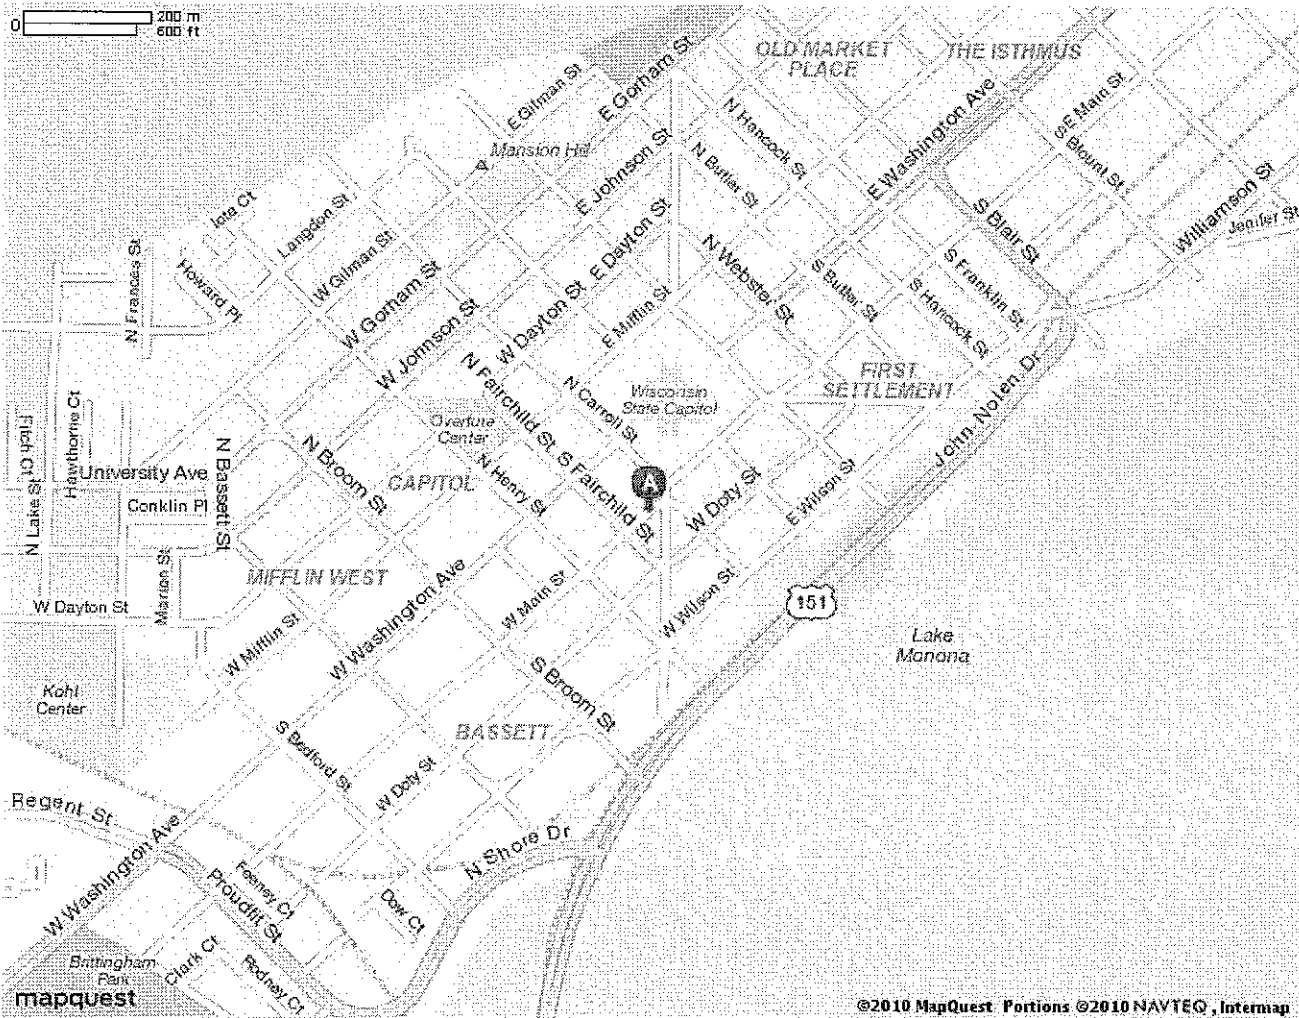 0
200 m
600 ft
OLD MARKET
PLACE
THE ISTHMUS
E Gorham St
E Gilman St
Mansion Hill
N Hancock St
E Washington Ave
E Main St
S Blount St
N Butler St
E Johnson St
Williamson St
Jenifer St
S Blair St
Iota Ct
Langdon St
W Gilman St
Howard Pl
N Frances St
W Gorham St
W Johnson St
E Dayton St
W Dayton St
E Mifflin St
N Webster St
S Butler St
S Franklin St
S Hancock St
FIRST
SETTLEMENT
John Nolen Dr
Wisconsin
State Capitol
N Carroll St
N Fairchild St
S Fairchild St
Overture
Center
N Henry St
CAPITOL
N Broom St
N Bassett St
University Ave
Conklin Pl
Hawthorne Ct
Fitch Ct
N Lake St
Marion St
A
W Doty St
E Wilson St
MIFFLIN WEST
W Washington Ave
W Main St
W Wilson St
151
Lake
Monona
W Dayton St
W Mifflin St
Kohl
Center
S Broom St
BASSETT
S Bedford St
W Doty St
Regent St
W Washington Ave
N Shore Dr
Feeney Ct
Proudfit St
Dow Ct
Clark Ct
Rodney Ct
Brittingham
Park
mapquest
©2010 MapQuest Portions ©2010 NAVTEQ, Intermap